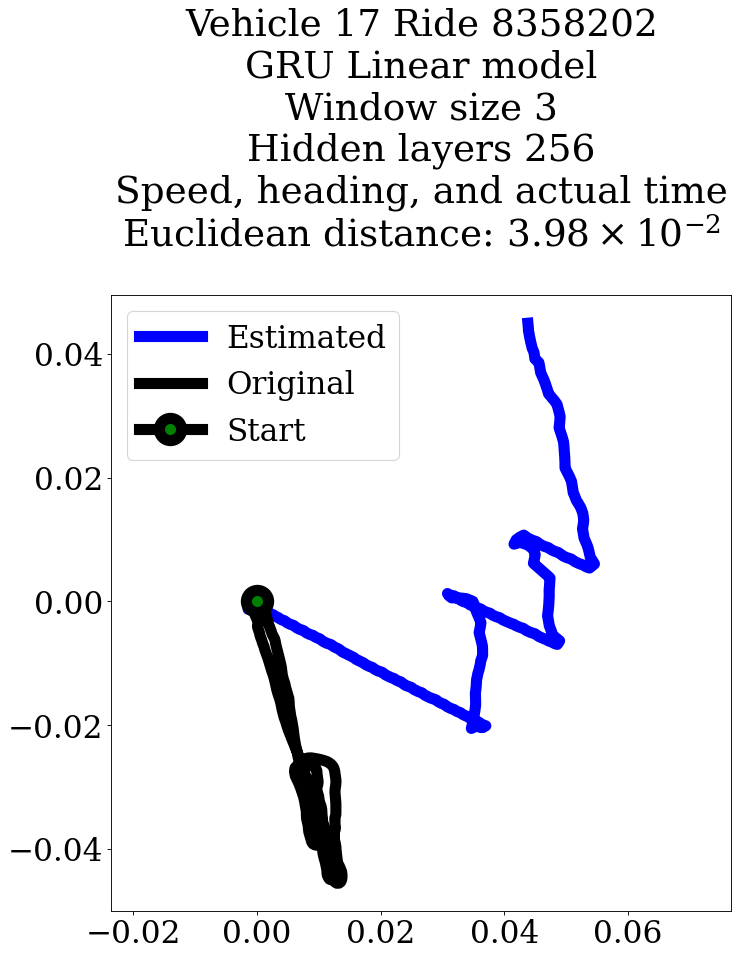 Vehicle 17 Ride 8358202
GRU Linear model
Window size 3
Hidden layers 256
Speed, heading, and actual time
Euclidean distance: 3.98 × 10⁻²
Estimated
Original
Start
0.04
0.02
0.00
−0.02
−0.04
−0.02 0.00 0.02 0.04 0.06